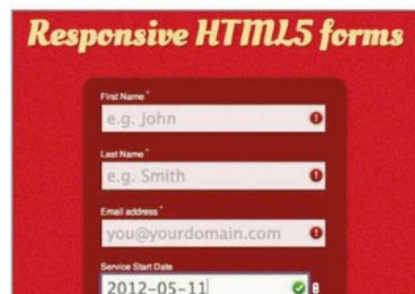 Responsive HTML5 forms
First Name *
e.g. John
Last Name *
e.g. Smith
Email address *
you@yourdomain.com
Service Start Date
2012-05-11